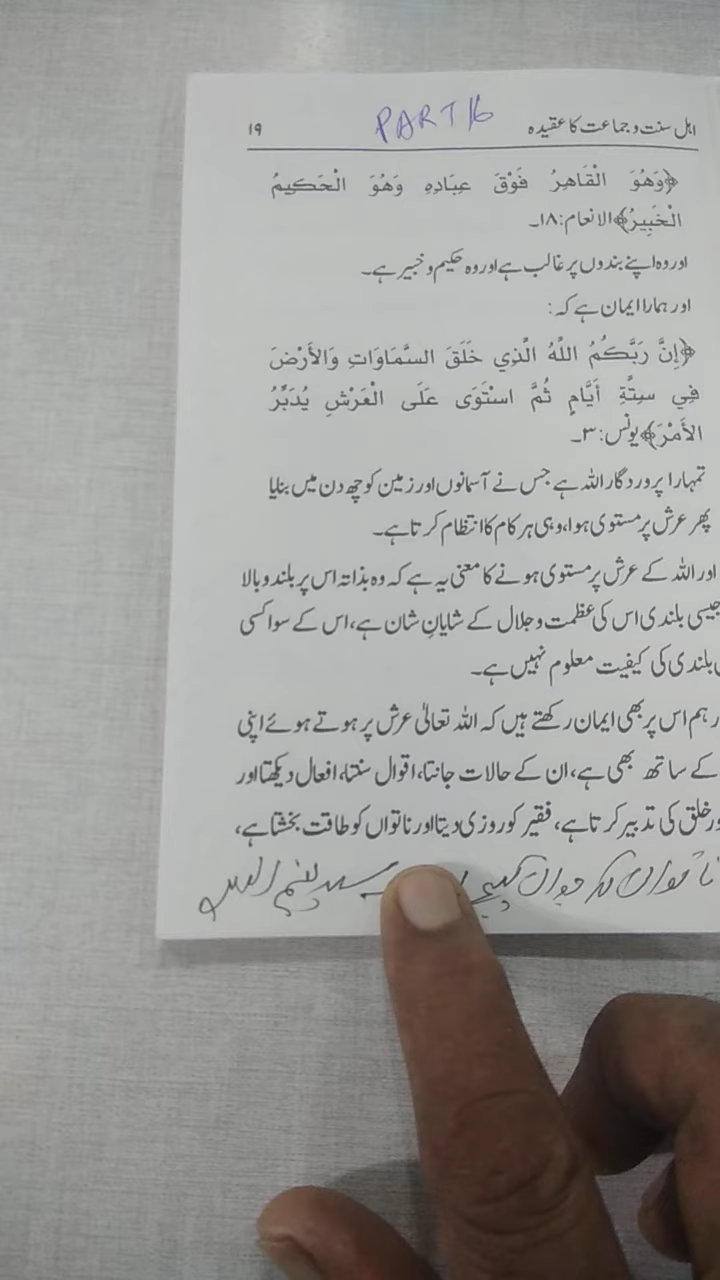 اہل سنت و جماعت کا عقیدہ PART 16 ۱۹
﴿وَهُوَ الْقَاهِرُ فَوْقَ عِبَادِهِ وَهُوَ الْحَكِيمُ
الْخَبِيرُ﴾الانعام:۱۸۔
اور وہ اپنے بندوں پر غالب ہے اور وہ حکیم و خبیر ہے۔
اور ہمارا ایمان ہے کہ:
﴿إِنَّ رَبَّكُمُ اللَّهُ الَّذِي خَلَقَ السَّمَاوَاتِ وَالأَرْضَ
فِي سِتَّةِ أَيَّامٍ ثُمَّ اسْتَوَى عَلَى الْعَرْشِ يُدَبِّرُ
الأَمْرَ﴾یونس:۳۔
تمہارا پروردگار اللہ ہے جس نے آسمانوں اور زمین کو چھ دن میں بنایا
پھر عرش پر مستوی ہوا، وہی ہر کام کا انتظام کرتا ہے۔
اور اللہ کے عرش پر مستوی ہونے کا معنی یہ ہے کہ وہ بذاتہ اس پر بلند و بالا
جیسی بلندی اس کی عظمت و جلال کے شایانِ شان ہے، اس کے سوا کسی
بلندی کی کیفیت معلوم نہیں ہے۔
ہم اس پر بھی ایمان رکھتے ہیں کہ اللہ تعالیٰ عرش پر ہوتے ہوئے اپنی
کے ساتھ بھی ہے، ان کے حالات جانتا، اقوال سنتا، افعال دیکھتا اور
خلق کی تدبیر کرتا ہے، فقیر کو روزی دیتا اور ناتواں کو طاقت بخشتا ہے،